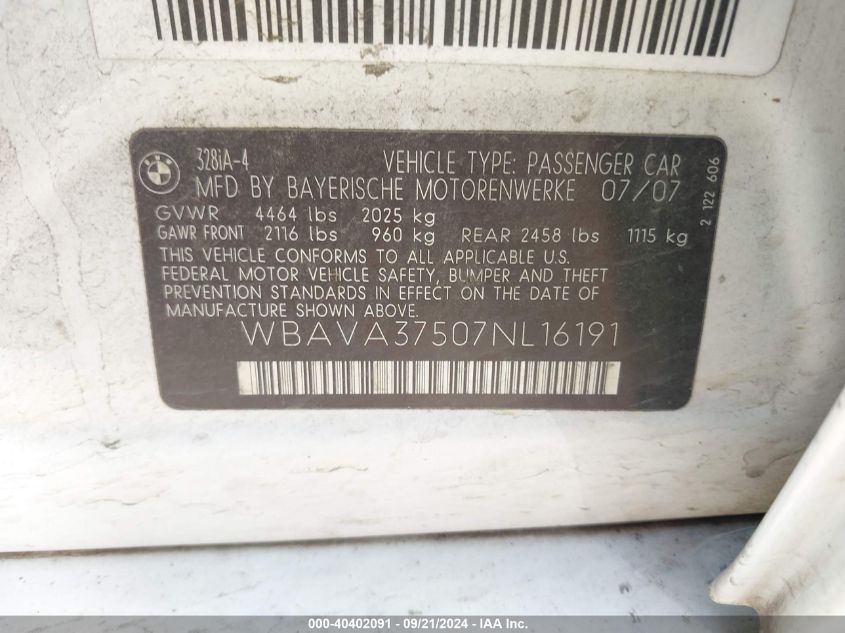 BMW
328iA-4 VEHICLE TYPE: PASSENGER CAR
MFD BY BAYERISCHE MOTORENWERKE 07/07
GVWR 4464 lbs 2025 kg
GAWR FRONT 2116 lbs 960 kg REAR 2458 lbs 1115 kg
THIS VEHICLE CONFORMS TO ALL APPLICABLE U.S.
FEDERAL MOTOR VEHICLE SAFETY, BUMPER AND THEFT
PREVENTION STANDARDS IN EFFECT ON THE DATE OF
MANUFACTURE SHOWN ABOVE.
WBAVA37507NL16191
2 122 606
000-40402091 - 09/21/2024 - IAA Inc.